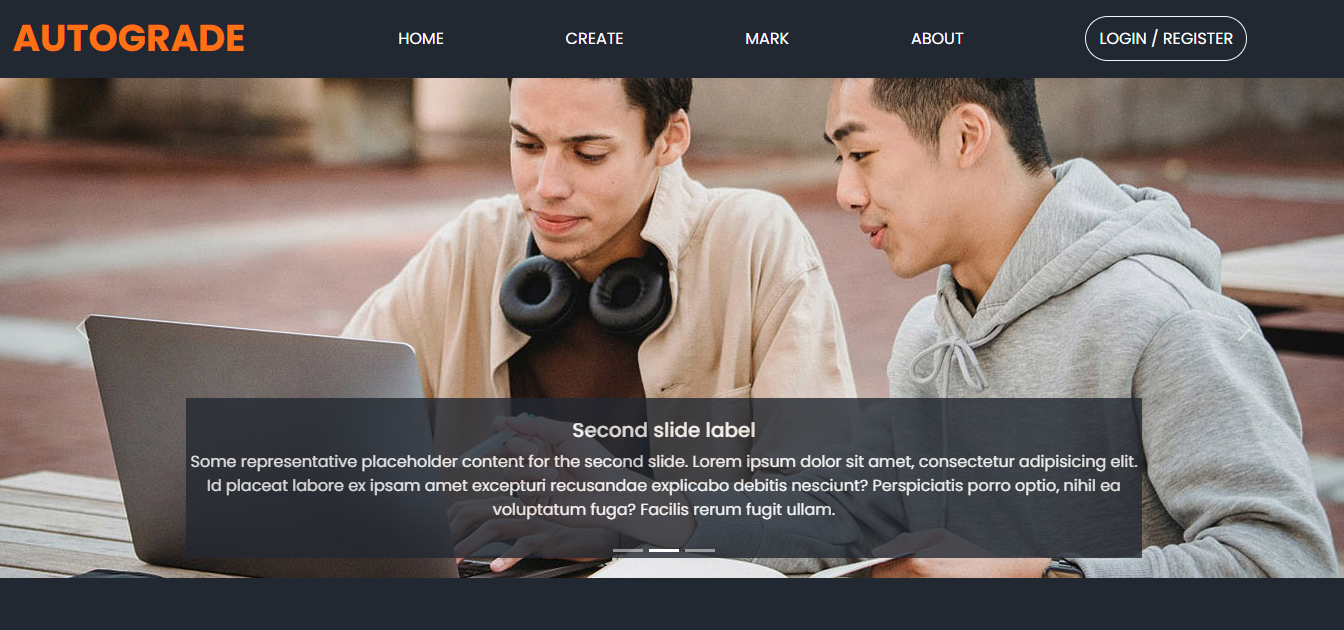 AUTOGRADE
HOME
CREATE
MARK
ABOUT
LOGIN / REGISTER
Second slide label
Some representative placeholder content for the second slide. Lorem ipsum dolor sit amet, consectetur adipisicing elit.
Id placeat labore ex ipsam amet excepturi recusandae explicabo debitis nesciunt? Perspiciatis porro optio, nihil ea
voluptatum fuga? Facilis rerum fugit ullam.